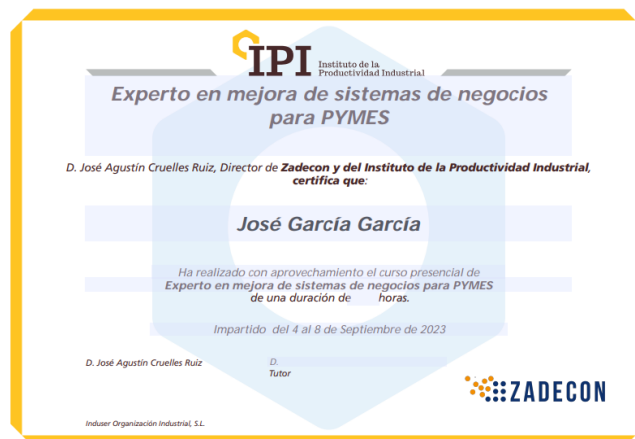 IPI Instituto de la
Productividad Industrial
Experto en mejora de sistemas de negocios
para PYMES
D. José Agustín Cruelles Ruiz, Director de Zadecon y del Instituto de la Productividad Industrial,
certifica que:
José García García
Ha realizado con aprovechamiento el curso presencial de
Experto en mejora de sistemas de negocios para PYMES
de una duración de horas.
Impartido del 4 al 8 de Septiembre de 2023
D. José Agustín Cruelles Ruiz
D.
Tutor
ZADECON
Induser Organización Industrial, S.L.